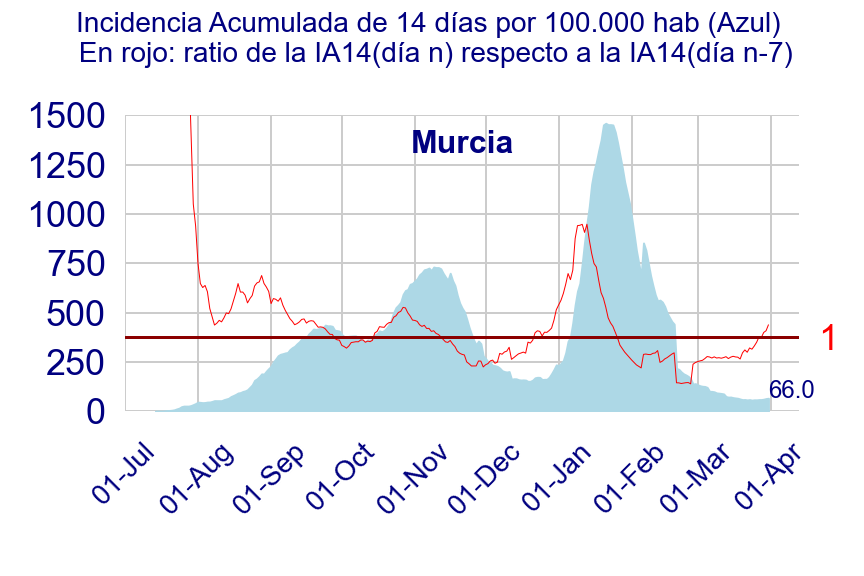 Incidencia Acumulada de 14 días por 100.000 hab (Azul)
En rojo: ratio de la IA14(día n) respecto a la IA14(día n-7)
Murcia
1500
1250
1000
750
500
250
0
1
66.0
01-Jul
01-Aug
01-Sep
01-Oct
01-Nov
01-Dec
01-Jan
01-Feb
01-Mar
01-Apr